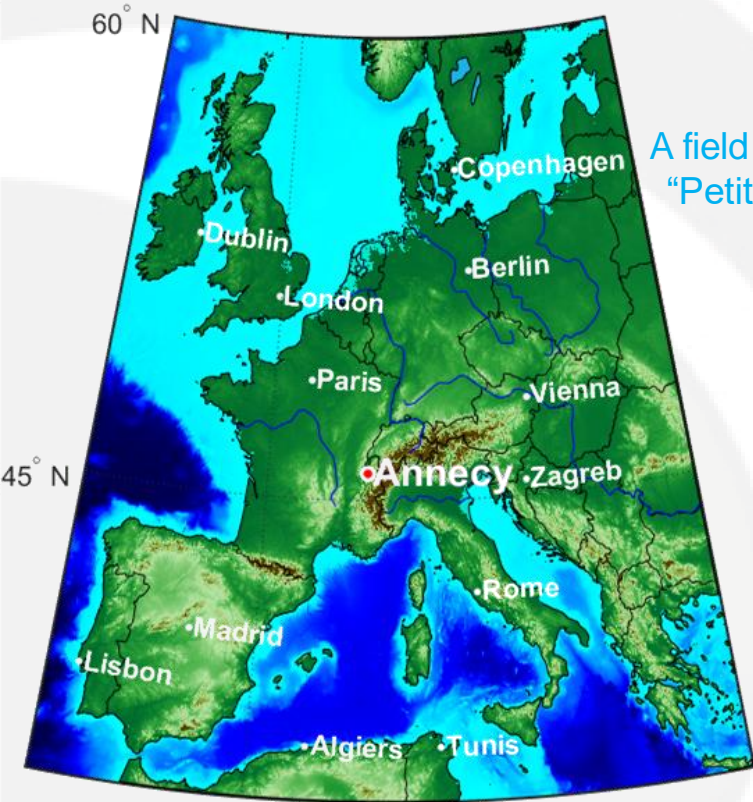 60° N
A field
“Petit
Copenhagen
Dublin
Berlin
London
Paris
Vienna
45° N
Annecy
Zagreb
Rome
Madrid
Lisbon
Algiers
Tunis